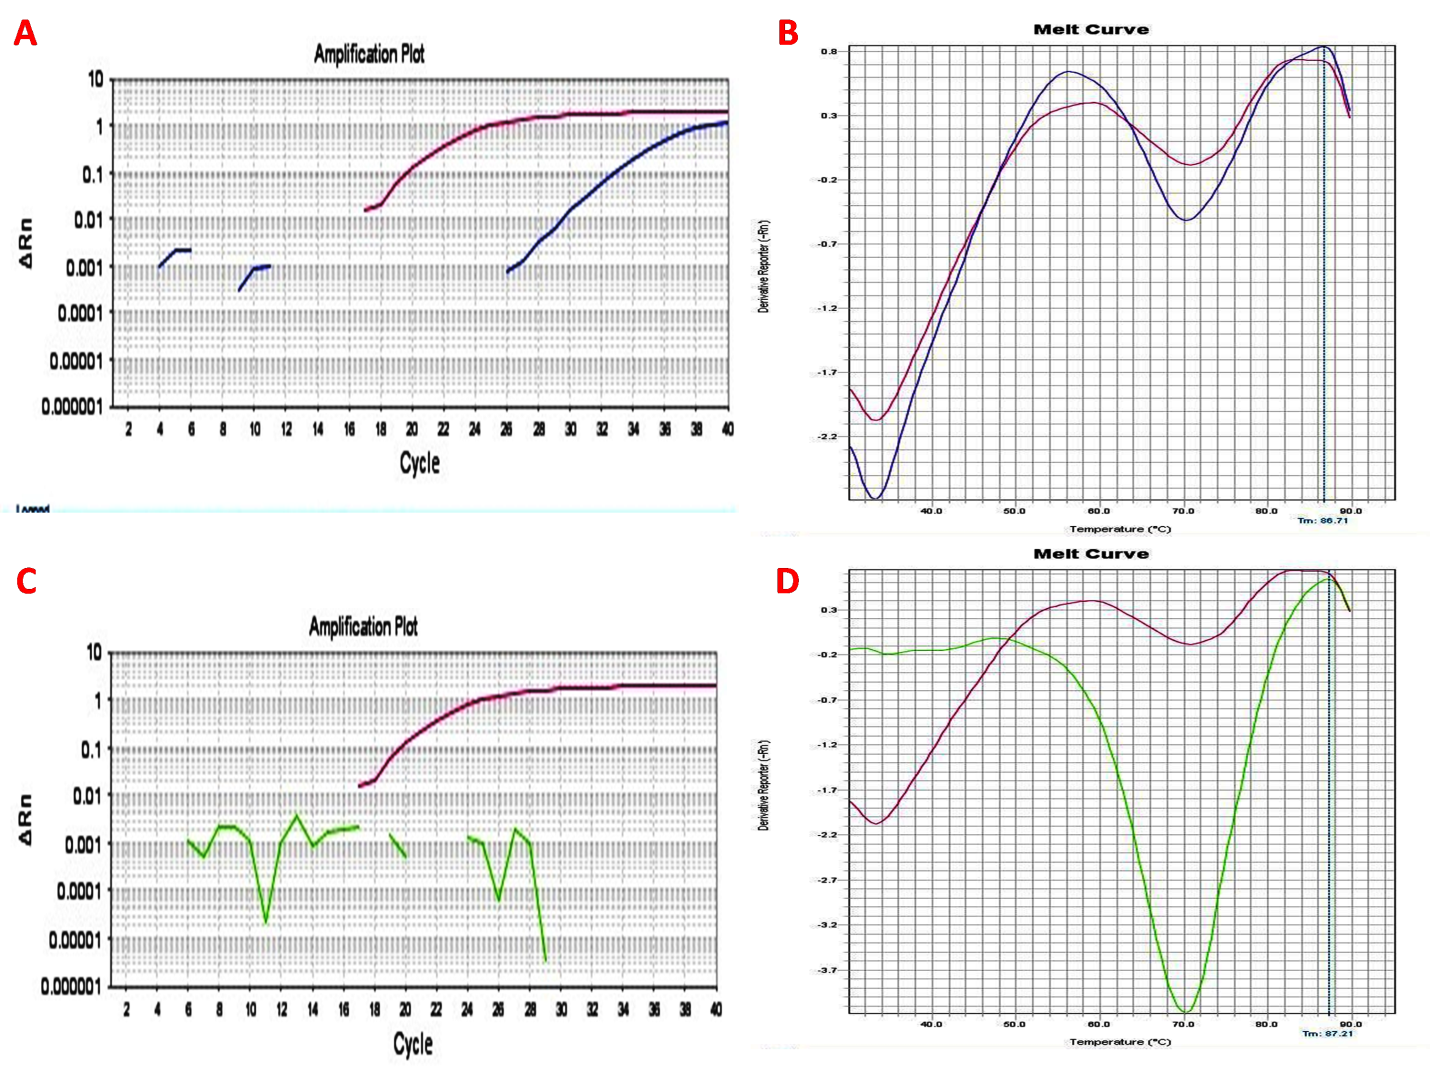 A
Amplification Plot
10
1
0.1
0.01
0.001
0.0001
0.00001
0.000001
ΔRn
2 4 6 8 10 12 14 16 18 20 22 24 26 28 30 32 34 36 38 40
Cycle
B
Melt Curve
0.8
0.3
-0.2
-0.7
-1.2
-1.7
-2.2
Derivative Reporter (-Rn')
40.0 50.0 60.0 70.0 80.0 90.0
Tm: 86.71
Temperature (°C)
C
Amplification Plot
10
1
0.1
0.01
0.001
0.0001
0.00001
0.000001
ΔRn
2 4 6 8 10 12 14 16 18 20 22 24 26 28 30 32 34 36 38 40
Cycle
D
Melt Curve
0.3
-0.2
-0.7
-1.2
-1.7
-2.2
-2.7
-3.2
-3.7
Derivative Reporter (-Rn')
40.0 50.0 60.0 70.0 80.0 90.0
Tm: 87.21
Temperature (°C)